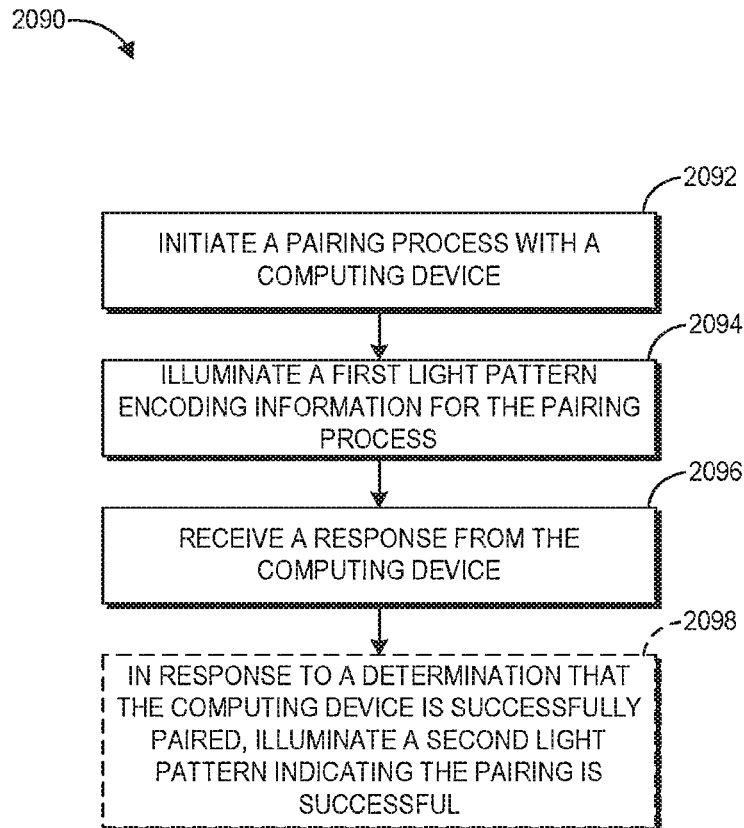 2090
2092
INITIATE A PAIRING PROCESS WITH A
COMPUTING DEVICE
2094
ILLUMINATE A FIRST LIGHT PATTERN
ENCODING INFORMATION FOR THE PAIRING
PROCESS
2096
RECEIVE A RESPONSE FROM THE
COMPUTING DEVICE
2098
IN RESPONSE TO A DETERMINATION THAT
THE COMPUTING DEVICE IS SUCCESSFULLY
PAIRED, ILLUMINATE A SECOND LIGHT
PATTERN INDICATING THE PAIRING IS
SUCCESSFUL